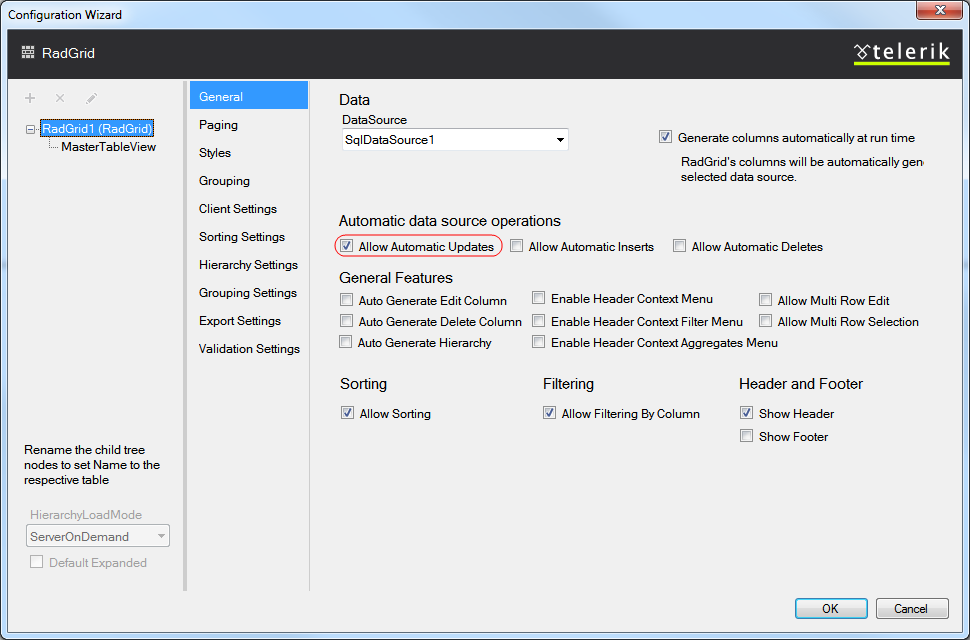 Configuration Wizard
RadGrid
telerik
RadGrid1 (RadGrid)
MasterTableView
Rename the child tree
nodes to set Name to the
respective table
HierarchyLoadMode
ServerOnDemand
Default Expanded
General
Paging
Styles
Grouping
Client Settings
Sorting Settings
Hierarchy Settings
Grouping Settings
Export Settings
Validation Settings
Data
DataSource
SqlDataSource1
Generate columns automatically at run time
RadGrid's columns will be automatically gen
selected data source.
Automatic data source operations
Allow Automatic Updates Allow Automatic Inserts Allow Automatic Deletes
General Features
Auto Generate Edit Column Enable Header Context Menu Allow Multi Row Edit
Auto Generate Delete Column Enable Header Context Filter Menu Allow Multi Row Selection
Auto Generate Hierarchy Enable Header Context Aggregates Menu
Sorting Filtering Header and Footer
Allow Sorting Allow Filtering By Column Show Header
Show Footer
OK Cancel